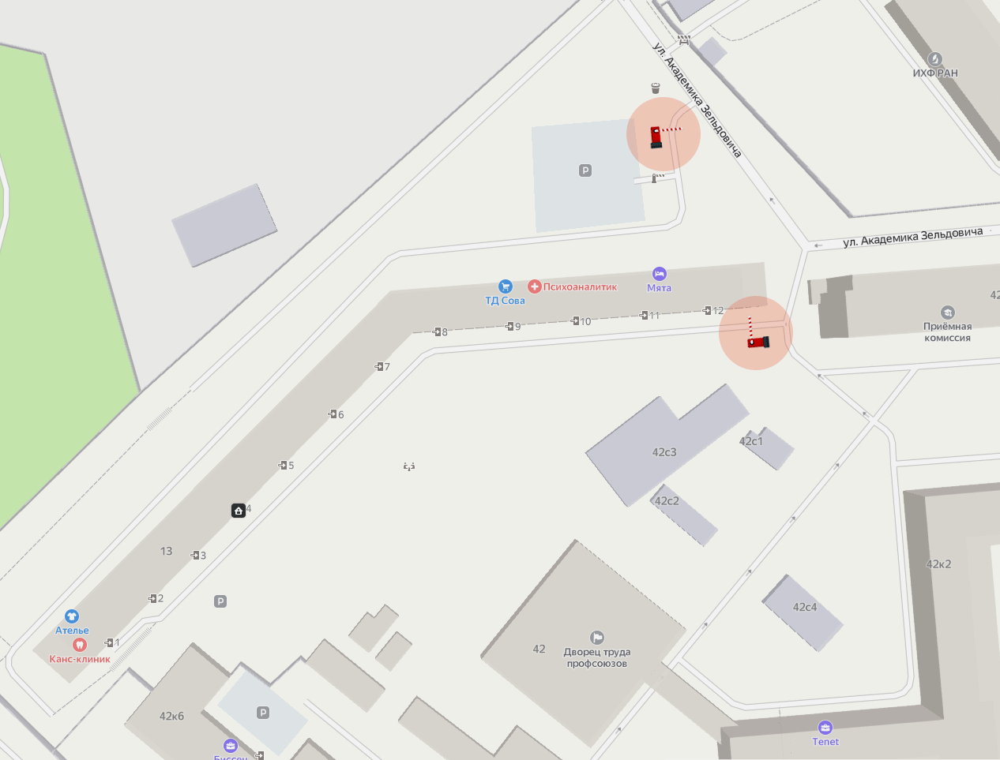 ул. Академика Зельдовича
ИХФ РАН
P
ул. Академика Зельдовича
ТД Сова
Психоаналитик
Мята
42
Приёмная
комиссия
12
11
10
9
8
7
6
5
4
3
2
1
13
42с3
42с1
42с2
42с4
42к2
P
Ателье
Канс-клиник
42
Дворец труда
профсоюзов
42к6
P
Tenet
Биссен